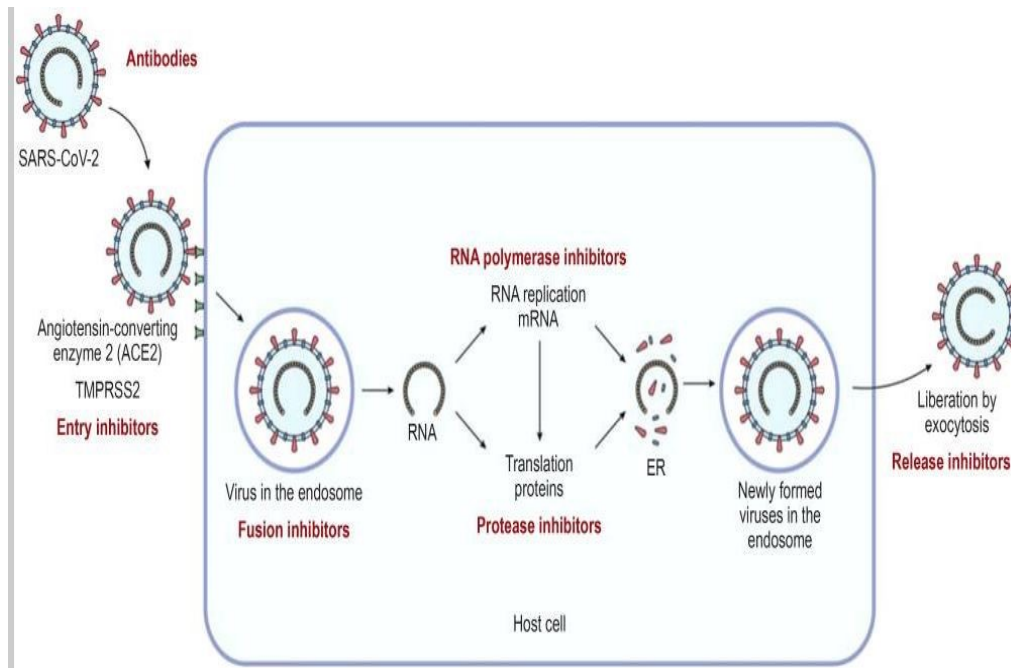 Antibodies
SARS-CoV-2
Angiotensin-converting
enzyme 2 (ACE2)
TMPRSS2
Entry inhibitors
Virus in the endosome
Fusion inhibitors
RNA
RNA polymerase inhibitors
RNA replication
mRNA
Translation
proteins
Protease inhibitors
ER
Newly formed
viruses in the
endosome
Liberation by
exocytosis
Release inhibitors
Host cell